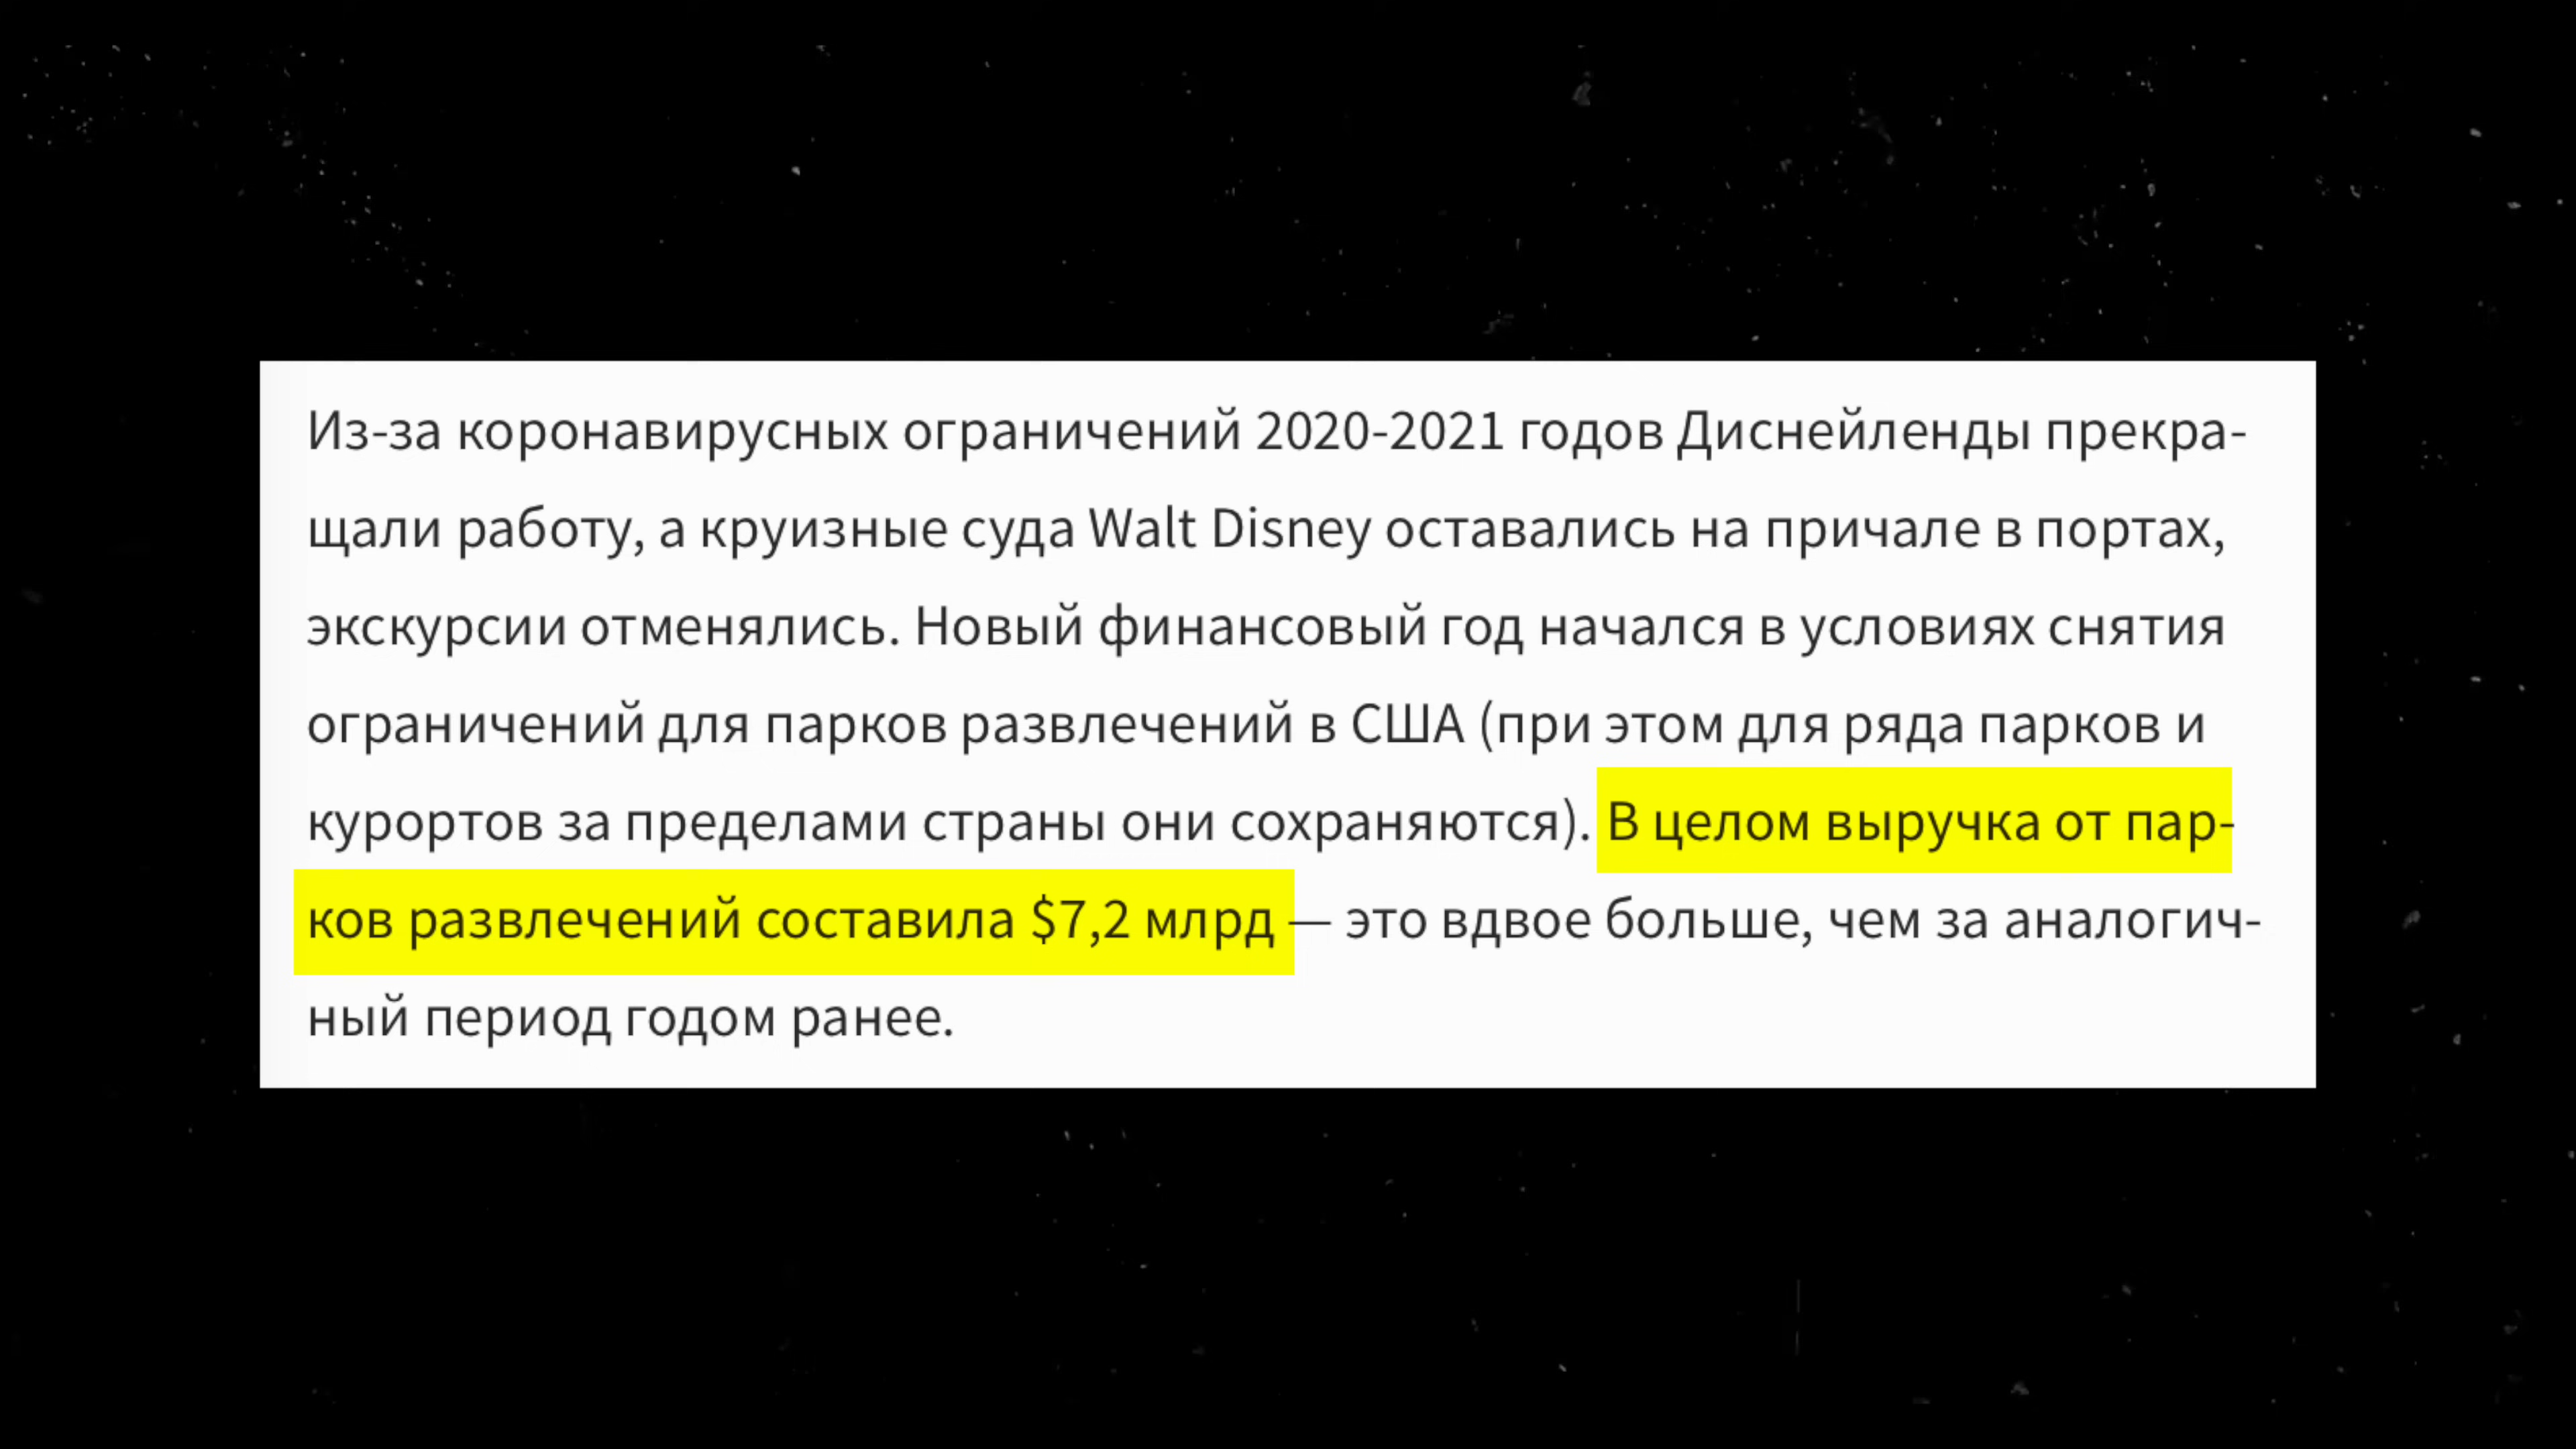 Из-за коронавирусных ограничений 2020-2021 годов Диснейленды прекра-
щали работу, а круизные суда Walt Disney оставались на причале в портах,
экскурсии отменялись. Новый финансовый год начался в условиях снятия
ограничений для парков развлечений в США (при этом для ряда парков и
курортов за пределами страны они сохраняются). В целом выручка от пар-
ков развлечений составила $7,2 млрд — это вдвое больше, чем за аналогич-
ный период годом ранее.